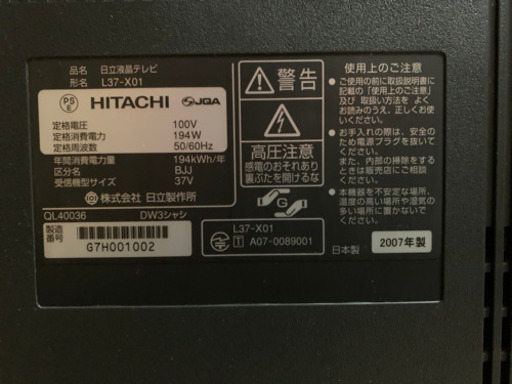 品名 日立液晶テレビ
形名 L37-X01
PS E HITACHI JQA
定格電圧 100V
定格消費電力 194W
定格周波数 50/60Hz
年間消費電力量 194kWh/年
区分名 BJJ
受信機型サイズ 37V
株式会社 日立製作所
QL40036 DW3シャシ
製造番号 G7H001002
警告
高圧注意
感電のおそれあり
裏ぶたを開けるな
G
L37-X01
T A07-0089001
使用上のご注意
●ご使用の前に取扱説明書に
記載の「使用上のご注意」
及び 取扱い方法を よく
お読みのうえ、正しくご使
用ください。
●お手入れの際は、安全のた
め電源プラグを抜いてくだ
さい。
また、内部の掃除をすると
きは販売店にご相談くだ
さい。
●本機器を不安定な場所、
温度の高い場所や湿気の
多い場所に置かないでく
ださい。
日本製 2007年製